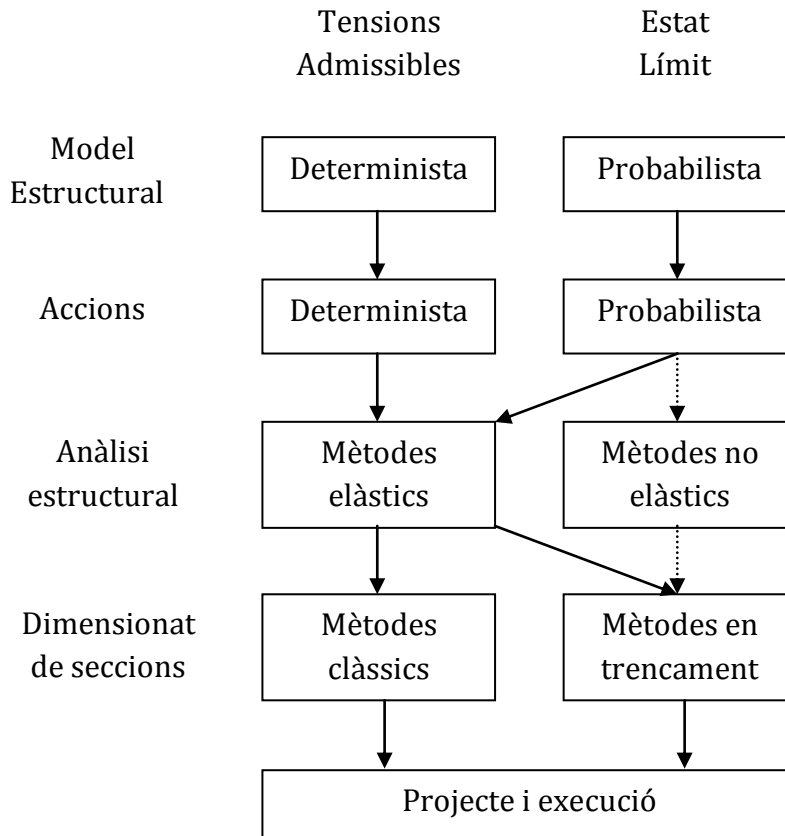 Tensions
Admissibles
Estat
Límit
Model
Estructural
Determinista
Probabilista
Accions
Determinista
Probabilista
Anàlisi
estructural
Mètodes
elàstics
Mètodes no
elàstics
Dimensionat
de seccions
Mètodes
clàssics
Mètodes en
trencament
Projecte i execució